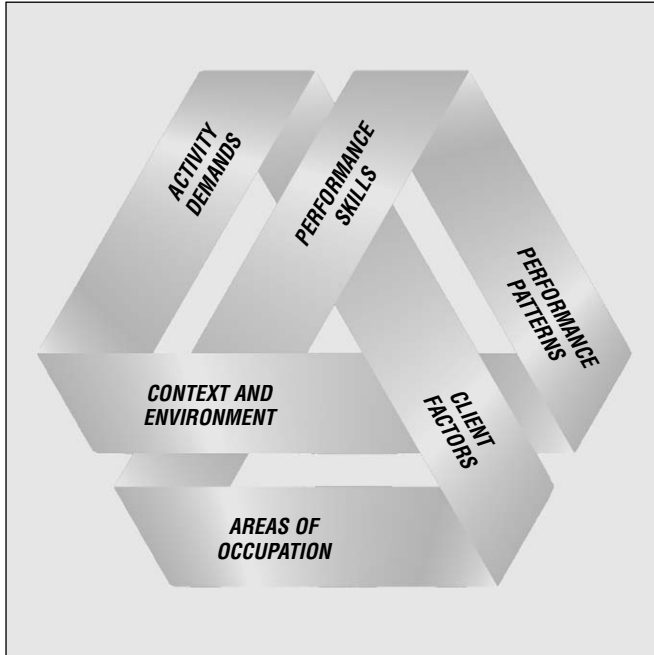 ACTIVITY
DEMANDS
PERFORMANCE
SKILLS
PERFORMANCE
PATTERNS
CONTEXT AND
ENVIRONMENT
CLIENT
FACTORS
AREAS OF
OCCUPATION